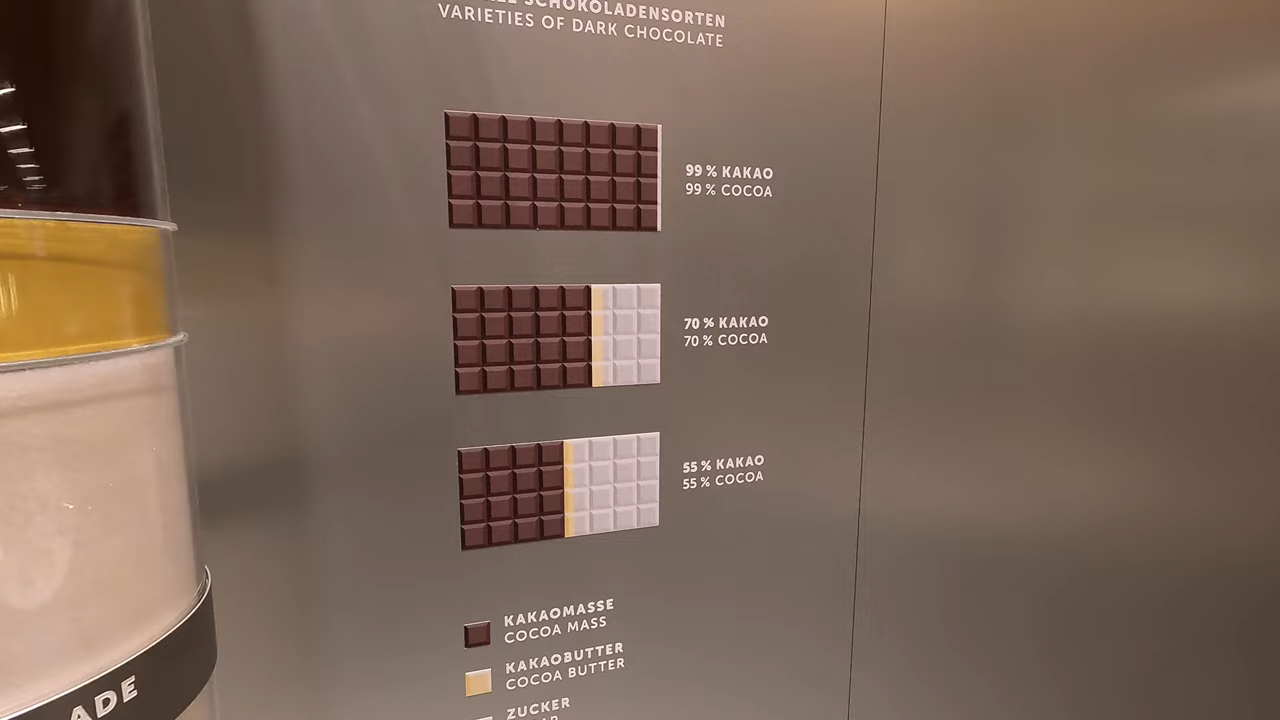 SCHOKOLADENSORTEN
VARIETIES OF DARK CHOCOLATE
99 % KAKAO
99 % COCOA
70 % KAKAO
70 % COCOA
55 % KAKAO
55 % COCOA
KAKAOMASSE
COCOA MASS
KAKAOBUTTER
COCOA BUTTER
ZUCKER
ADE